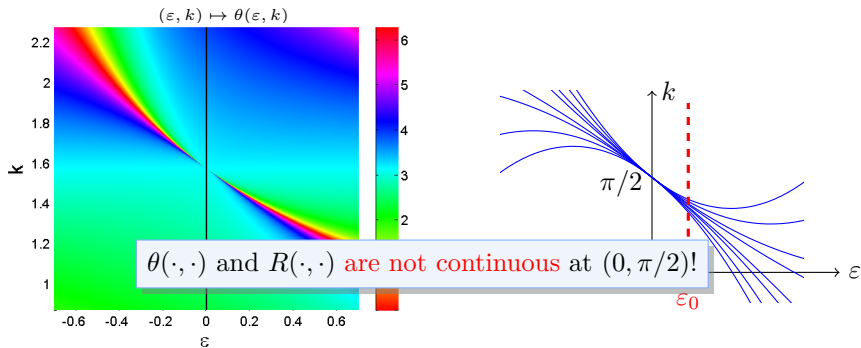 (ε, k) ↦ θ(ε, k)
2.2
2
1.8
1.6
1.4
1.2
1
k
-0.6
-0.4
-0.2
0
0.2
0.4
0.6
ε
6
5
4
3
2
k
π/2
ε
ε₀
θ(·, ·) and R(·, ·) are not continuous at (0, π/2)!